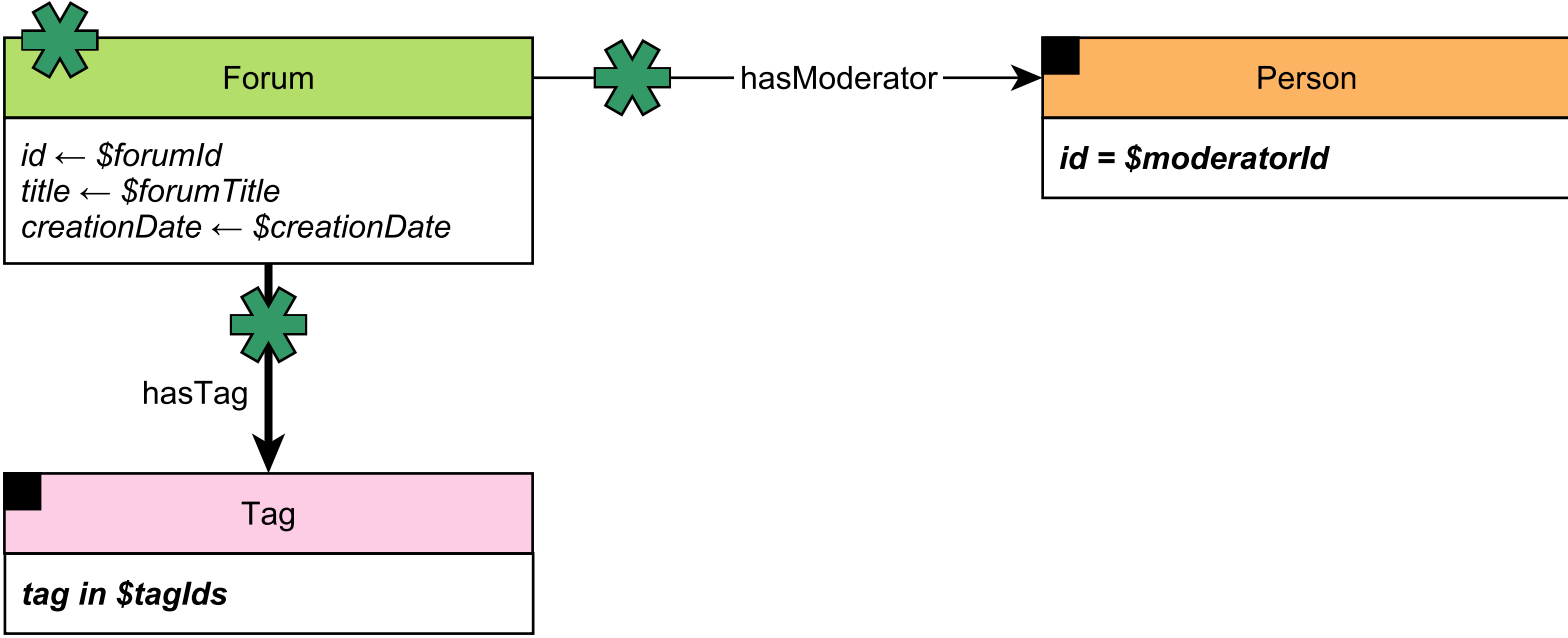 Forum
hasModerator
Person
id ← $forumId
title ← $forumTitle
creationDate ← $creationDate
id = $moderatorId
hasTag
Tag
tag in $tagIds